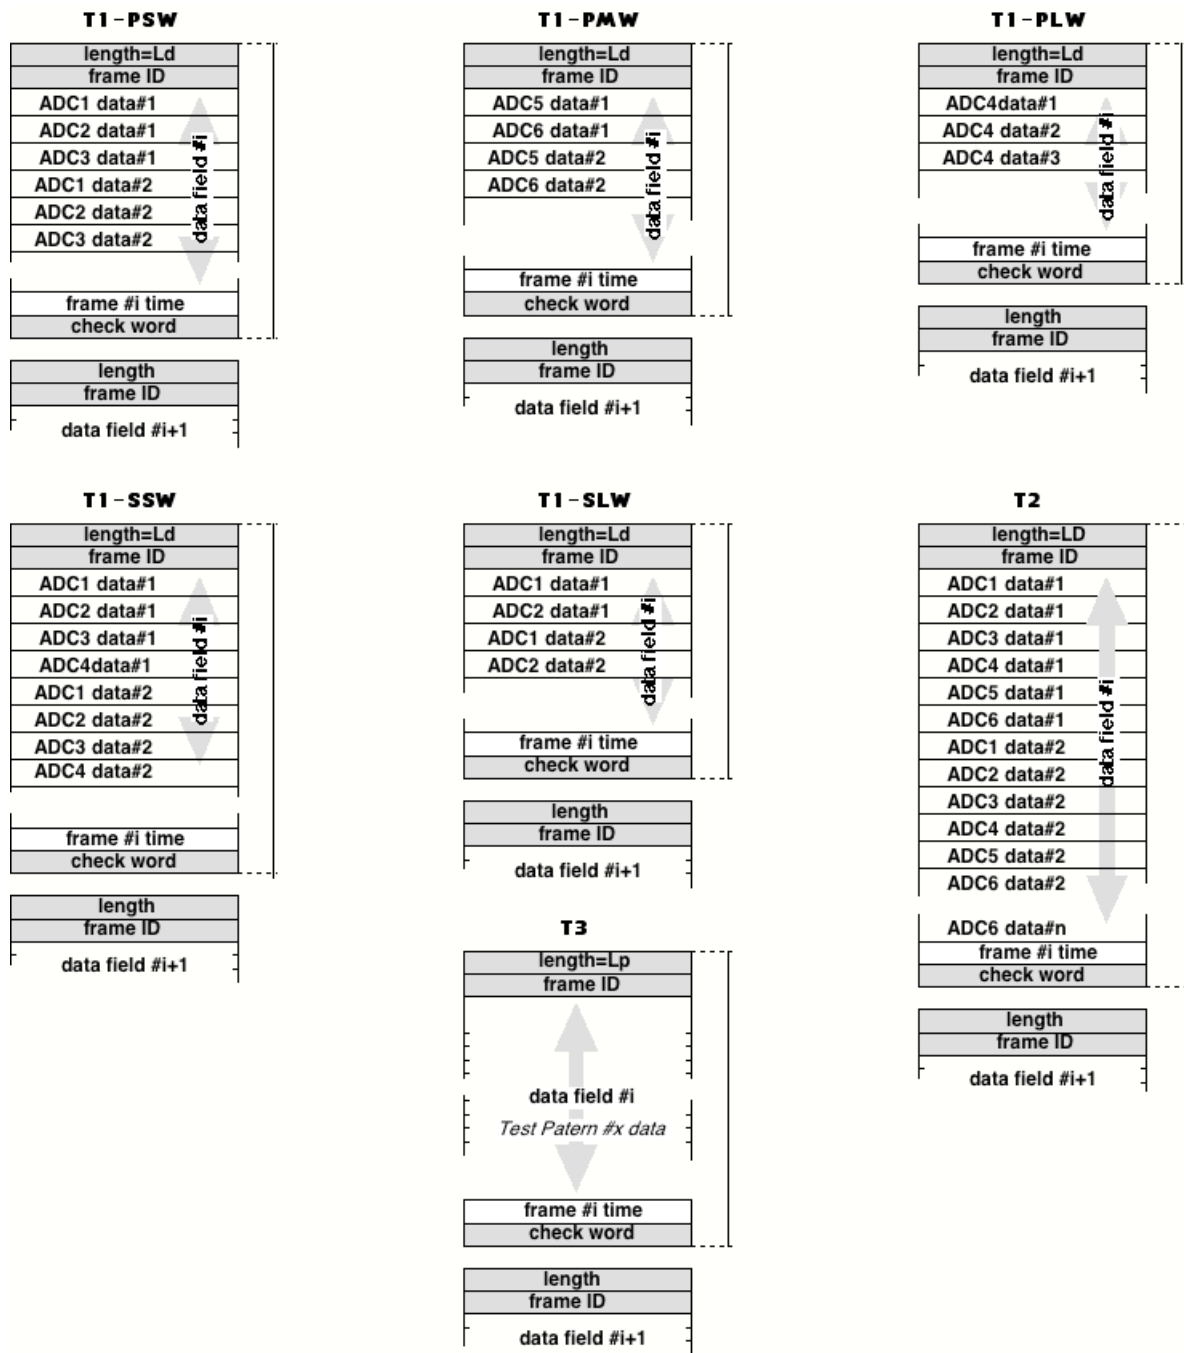 T1-PSW
length=Ld
frame ID
ADC1 data#1
ADC2 data#1
ADC3 data#1
ADC1 data#2
ADC2 data#2
ADC3 data#2
data field #i
frame #i time
check word
length
frame ID
data field #i+1
T1-PMW
length=Ld
frame ID
ADC5 data#1
ADC6 data#1
ADC5 data#2
ADC6 data#2
data field #i
frame #i time
check word
length
frame ID
data field #i+1
T1-PLW
length=Ld
frame ID
ADC4data#1
ADC4 data#2
ADC4 data#3
data field #i
frame #i time
check word
length
frame ID
data field #i+1
T1-SSW
length=Ld
frame ID
ADC1 data#1
ADC2 data#1
ADC3 data#1
ADC4data#1
ADC1 data#2
ADC2 data#2
ADC3 data#2
ADC4 data#2
data field #i
frame #i time
check word
length
frame ID
data field #i+1
T1-SLW
length=Ld
frame ID
ADC1 data#1
ADC2 data#1
ADC1 data#2
ADC2 data#2
data field #i
frame #i time
check word
length
frame ID
data field #i+1
T2
length=LD
frame ID
ADC1 data#1
ADC2 data#1
ADC3 data#1
ADC4 data#1
ADC5 data#1
ADC6 data#1
ADC1 data#2
ADC2 data#2
ADC3 data#2
ADC4 data#2
ADC5 data#2
ADC6 data#2
data field #i
ADC6 data#n
frame #i time
check word
length
frame ID
data field #i+1
T3
length=Lp
frame ID
data field #i
Test Patern #x data
frame #i time
check word
length
frame ID
data field #i+1